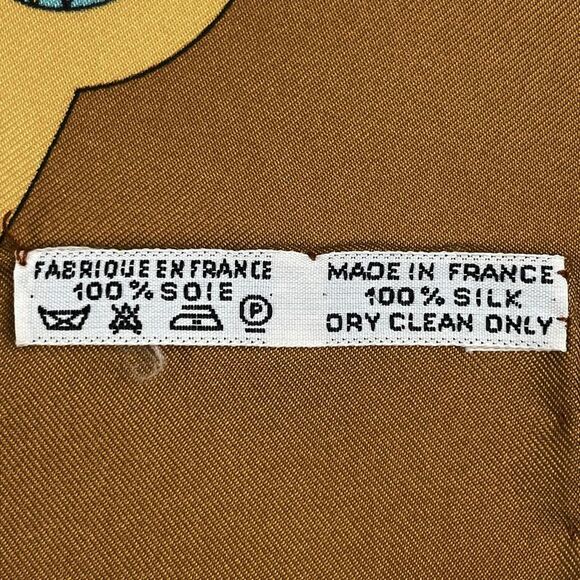 FABRIQUE EN FRANCE
100% SOIE
P
MADE IN FRANCE
100% SILK
DRY CLEAN ONLY